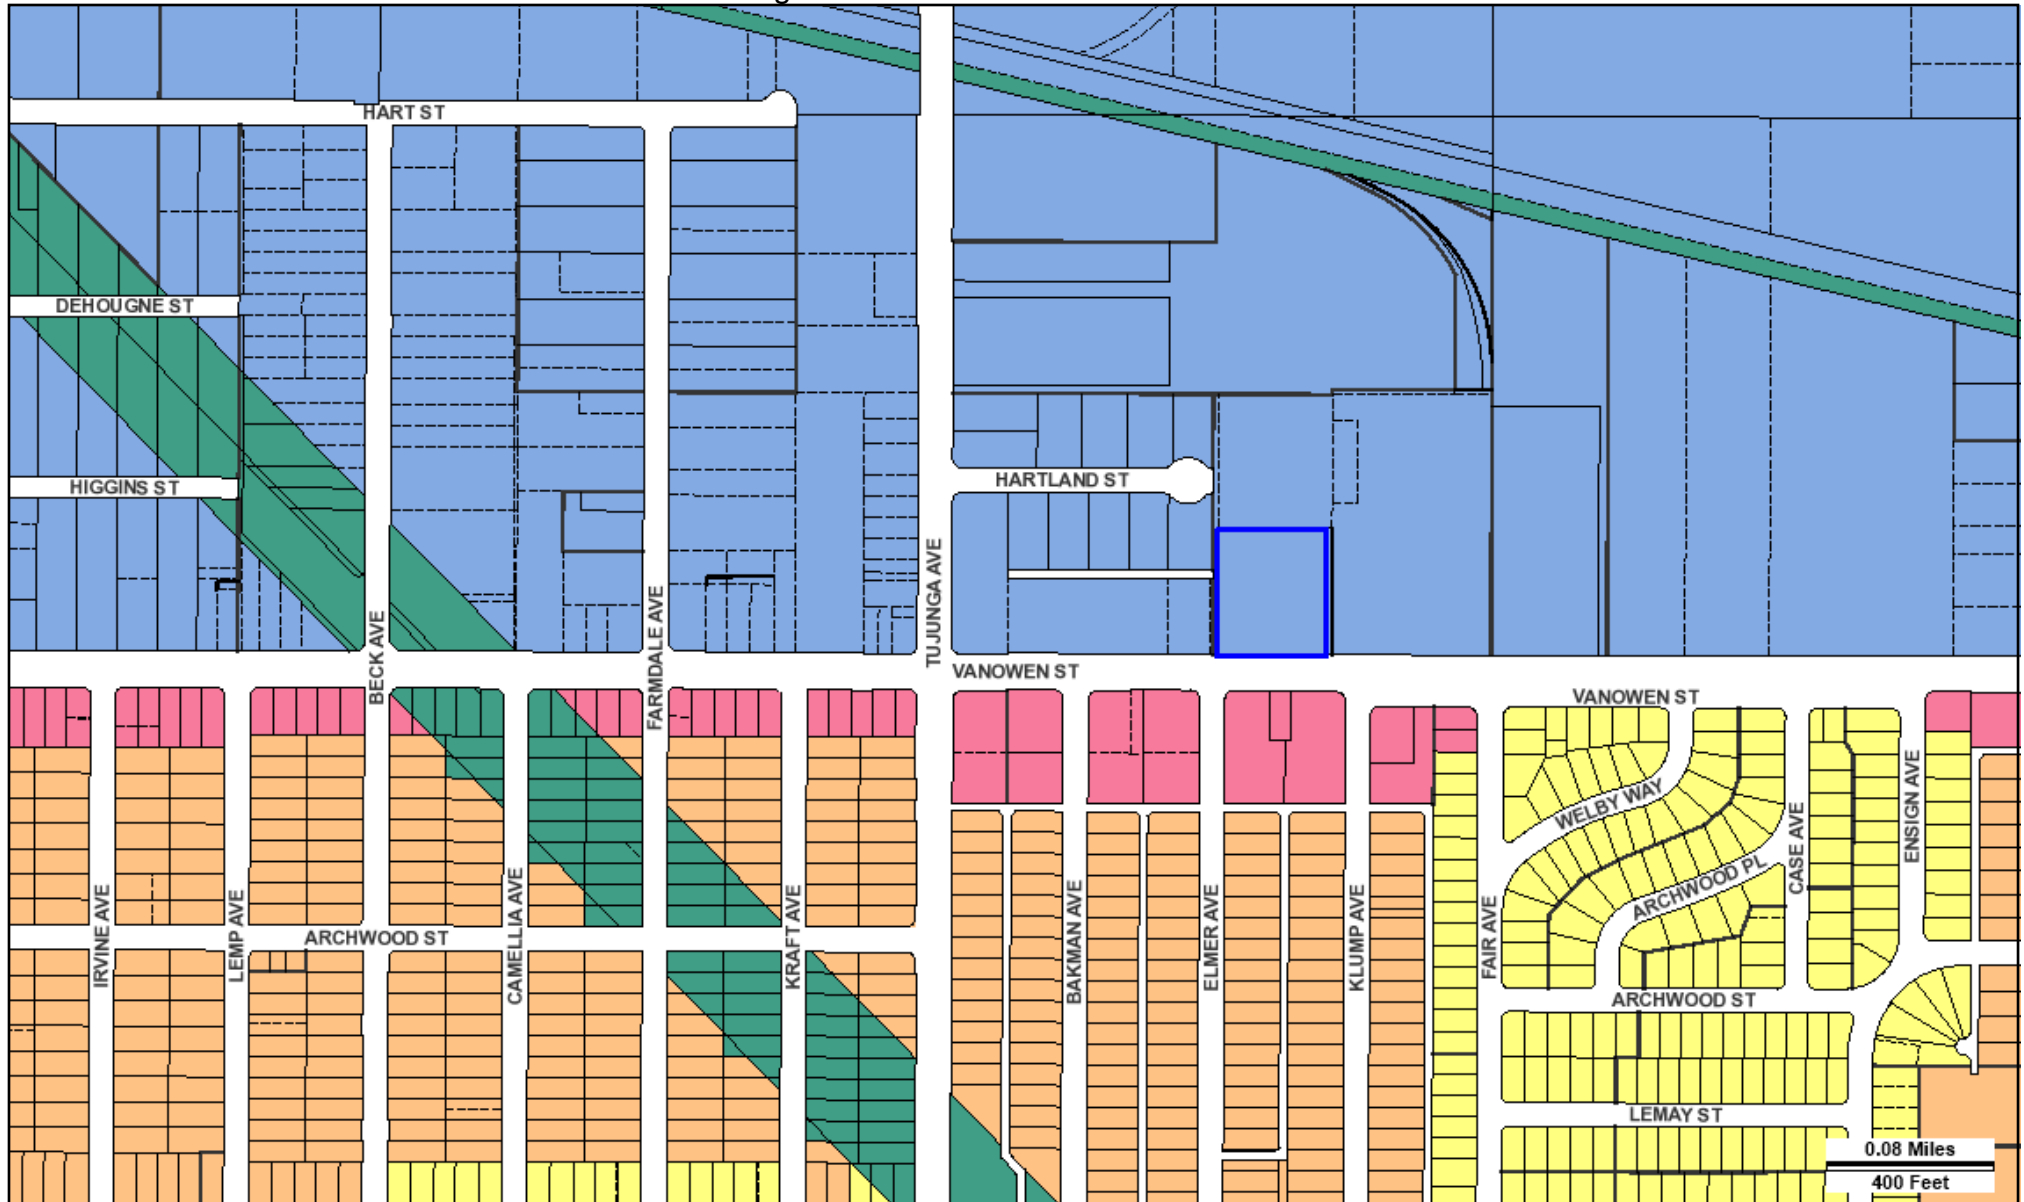 HART ST
DEHOUGNE ST
HIGGINS ST
HARTLAND ST
TUJUNGA AVE
BECK AVE
FARMDALE AVE
VANOWEN ST
VANOWEN ST
WELBY WAY
CASE AVE
ENSIGN AVE
ARCHWOOD PL
IRVINE AVE
LEMP AVE
ARCHWOOD ST
CAMELLIA AVE
KRAFT AVE
BAKMAN AVE
ELMER AVE
KLUMP AVE
FAIR AVE
ARCHWOOD ST
LEMAY ST
0.08 Miles
400 Feet